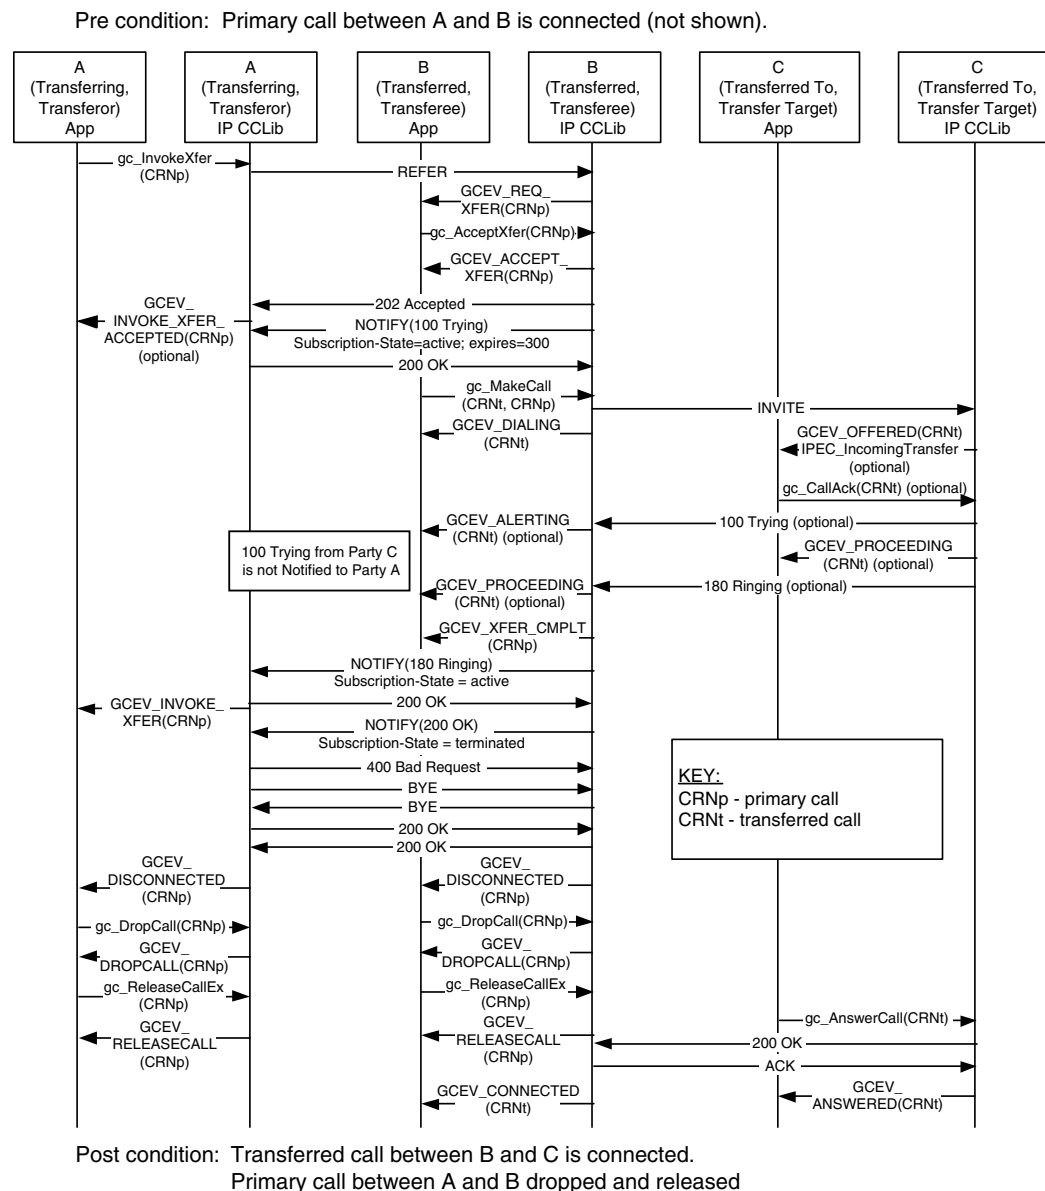 Pre condition: Primary call between A and B is connected (not shown).
A
(Transferring,
Transferor)
App
A
(Transferring,
Transferor)
IP CCLib
B
(Transferred,
Transferee)
App
B
(Transferred,
Transferee)
IP CCLib
C
(Transferred To,
Transfer Target)
App
C
(Transferred To,
Transfer Target)
IP CCLib
gc_InvokeXfer
(CRNp)
REFER
GCEV_REQ_
XFER(CRNp)
gc_AcceptXfer(CRNp)
GCEV_ACCEPT_
XFER(CRNp)
202 Accepted
GCEV_
INVOKE_XFER_
ACCEPTED(CRNp)
(optional)
NOTIFY(100 Trying)
Subscription-State=active; expires=300
200 OK
gc_MakeCall
(CRNt, CRNp)
INVITE
GCEV_DIALING
(CRNt)
GCEV_OFFERED(CRNt)
IPEC_IncomingTransfer
(optional)
gc_CallAck(CRNt) (optional)
100 Trying (optional)
GCEV_ALERTING
(CRNt) (optional)
100 Trying from Party C
is not Notified to Party A
GCEV_PROCEEDING
(CRNt) (optional)
180 Ringing (optional)
GCEV_PROCEEDING
(CRNt) (optional)
GCEV_XFER_CMPLT
(CRNp)
NOTIFY(180 Ringing)
Subscription-State = active
200 OK
GCEV_INVOKE_
XFER(CRNp)
NOTIFY(200 OK)
Subscription-State = terminated
400 Bad Request
BYE
BYE
200 OK
200 OK
KEY:
CRNp - primary call
CRNt - transferred call
GCEV_
DISCONNECTED
(CRNp)
GCEV_
DISCONNECTED
(CRNp)
gc_DropCall(CRNp)
gc_DropCall(CRNp)
GCEV_
DROPCALL(CRNp)
GCEV_
DROPCALL(CRNp)
gc_ReleaseCallEx
(CRNp)
gc_ReleaseCallEx
(CRNp)
GCEV_
RELEASECALL
(CRNp)
GCEV_
RELEASECALL
(CRNp)
gc_AnswerCall(CRNt)
200 OK
ACK
GCEV_CONNECTED
(CRNt)
GCEV_
ANSWERED(CRNt)
Post condition: Transferred call between B and C is connected.
Primary call between A and B dropped and released